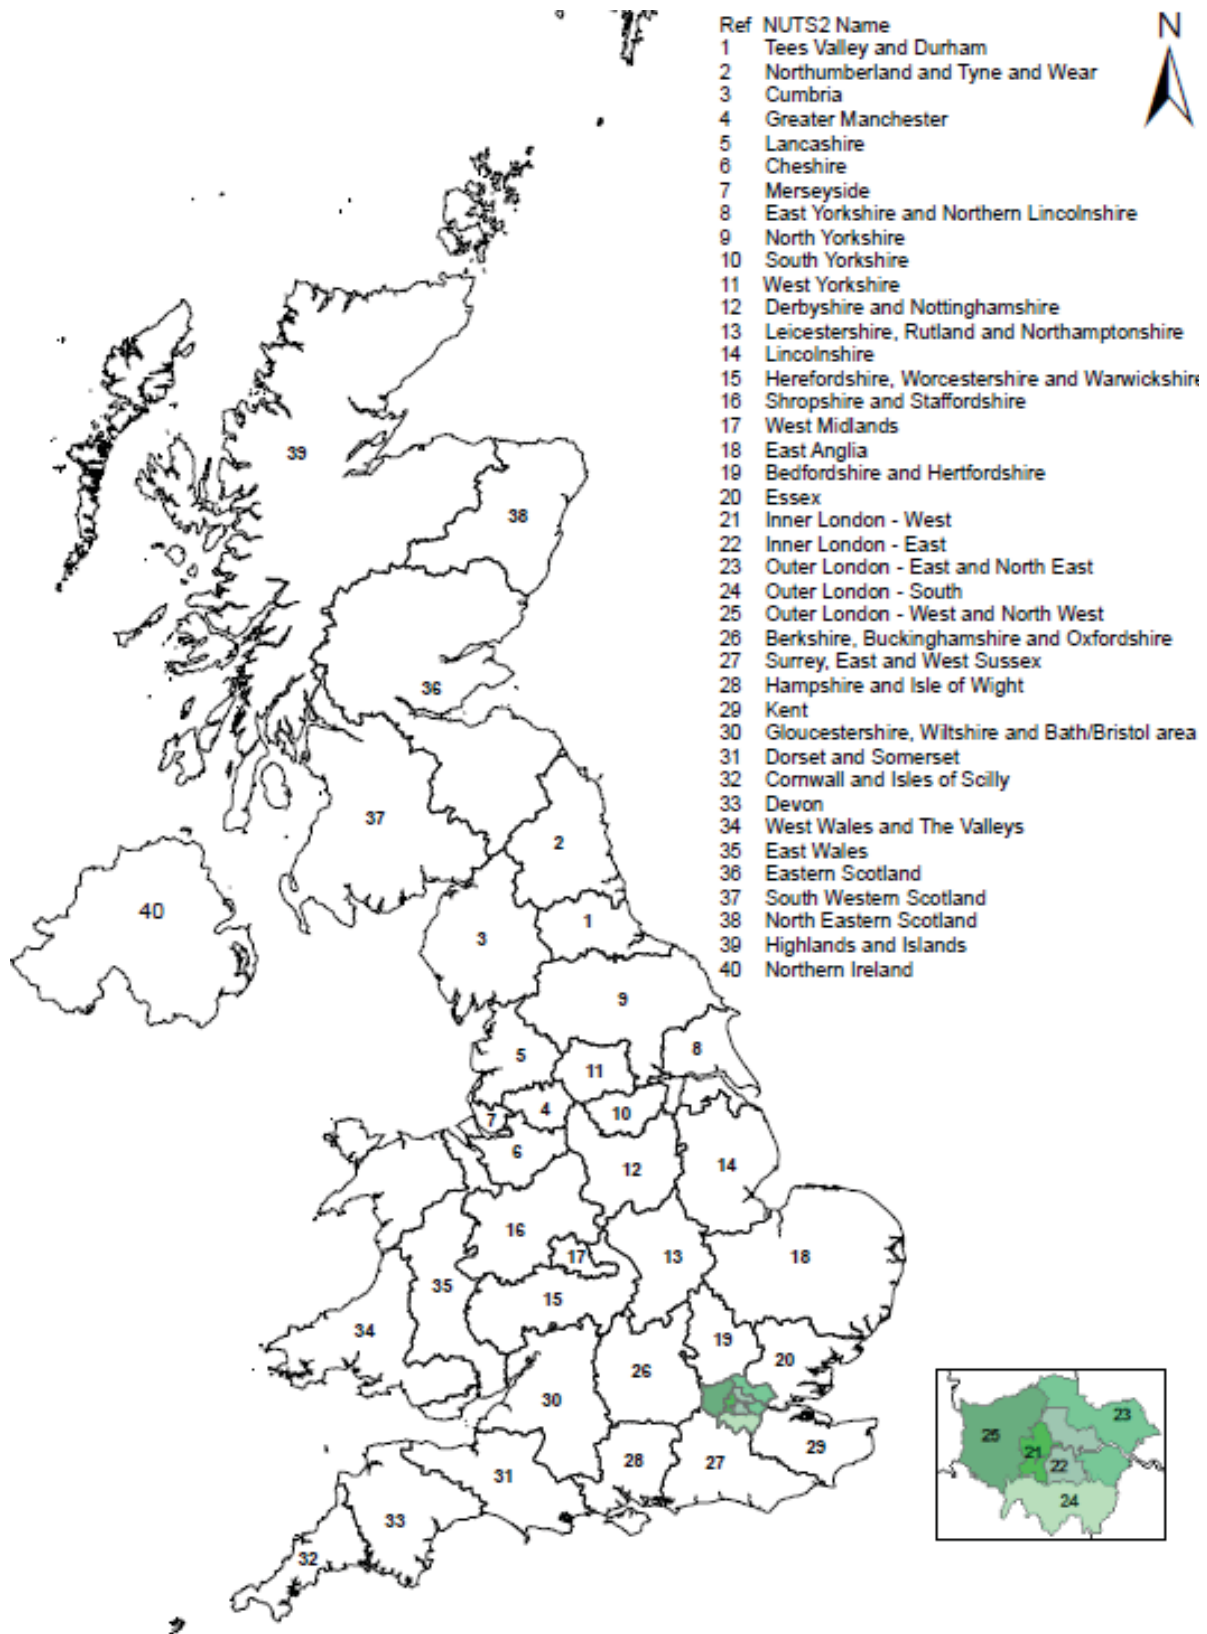 Ref NUTS2 Name
N
1 Tees Valley and Durham
2 Northumberland and Tyne and Wear
3 Cumbria
4 Greater Manchester
5 Lancashire
6 Cheshire
7 Merseyside
8 East Yorkshire and Northern Lincolnshire
9 North Yorkshire
10 South Yorkshire
11 West Yorkshire
12 Derbyshire and Nottinghamshire
13 Leicestershire, Rutland and Northamptonshire
14 Lincolnshire
15 Herefordshire, Worcestershire and Warwickshire
16 Shropshire and Staffordshire
17 West Midlands
18 East Anglia
19 Bedfordshire and Hertfordshire
20 Essex
21 Inner London - West
22 Inner London - East
23 Outer London - East and North East
24 Outer London - South
25 Outer London - West and North West
26 Berkshire, Buckinghamshire and Oxfordshire
27 Surrey, East and West Sussex
28 Hampshire and Isle of Wight
29 Kent
30 Gloucestershire, Wiltshire and Bath/Bristol area
31 Dorset and Somerset
32 Cornwall and Isles of Scilly
33 Devon
34 West Wales and The Valleys
35 East Wales
36 Eastern Scotland
37 South Western Scotland
38 North Eastern Scotland
39 Highlands and Islands
40 Northern Ireland
39
38
36
37
2
40
1
3
9
8
5
11
4
10
7
6
12
14
16
17
13
18
35
15
34
19
20
26
30
29
28
27
31
33
32
23
25
21
22
24